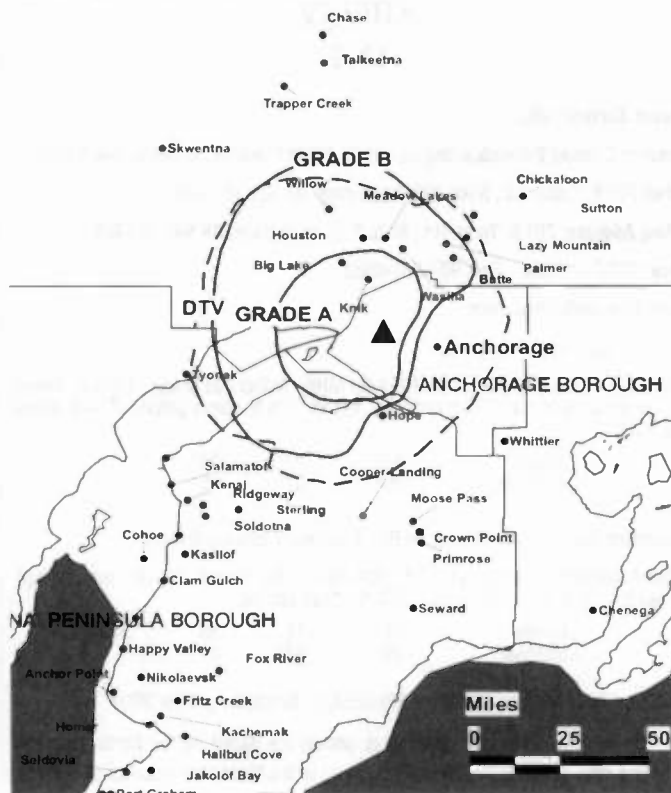 Chase
Talkeetna
Trapper Creek
Skwentna
GRADE B
Willow
Meadow Lakes
Chickaloon
Sutton
Houston
Lazy Mountain
Big Lake
Palmer
Butte
Knik
Wasilla
DTV
GRADE A
Anchorage
Tyonek
ANCHORAGE BOROUGH
Hope
Whittier
Salamatof
Cooper Landing
Kenai
Ridgeway
Moose Pass
Sterling
Soldotna
Cohoe
Crown Point
Kasilof
Primrose
Clam Gulch
Seward
Chenega
NA PENINSULA BOROUGH
Happy Valley
Fox River
Anchor Point
Nikolaevsk
Fritz Creek
Miles
Homer
Kachemak
0 25 50
Halibut Cove
Seldovia
Jakolof Bay
Port Graham